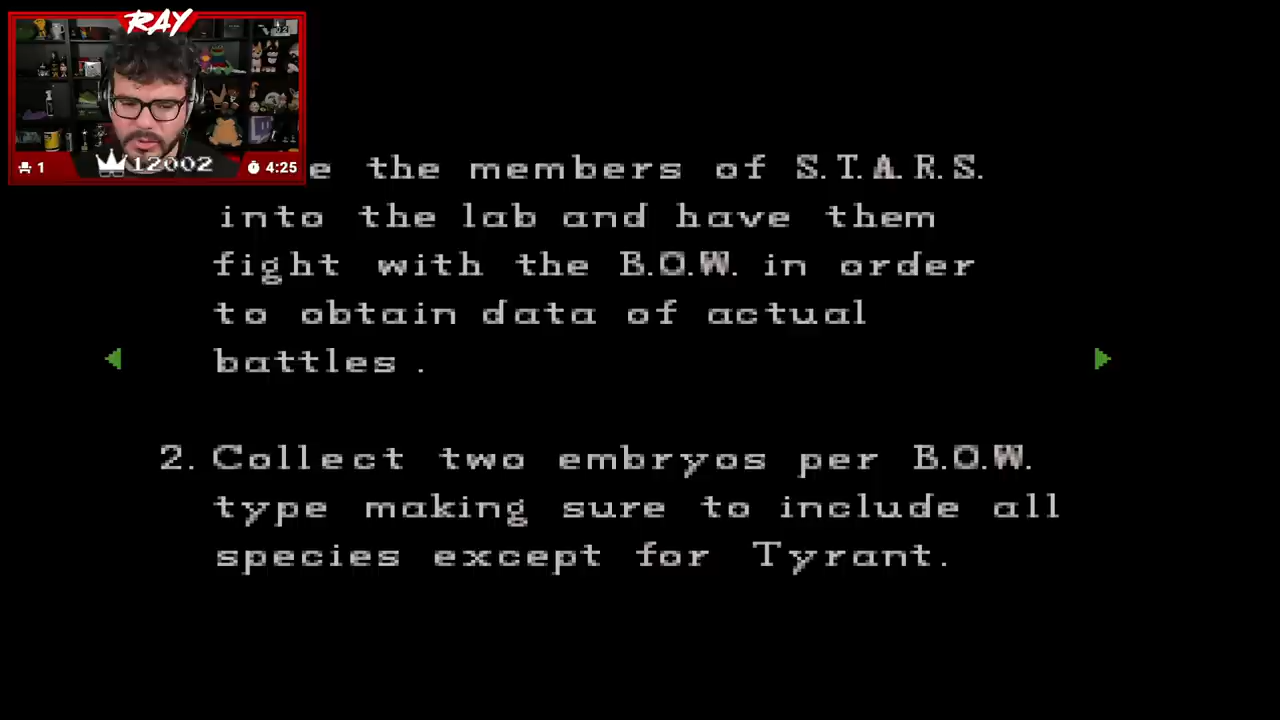 RAY
1
12002
4:25
the members of S.T.A.R.S.
into the lab and have them
fight with the B.O.W. in order
to obtain data of actual
battles.
2. Collect two embryos per B.O.W.
type making sure to include all
species except for Tyrant.